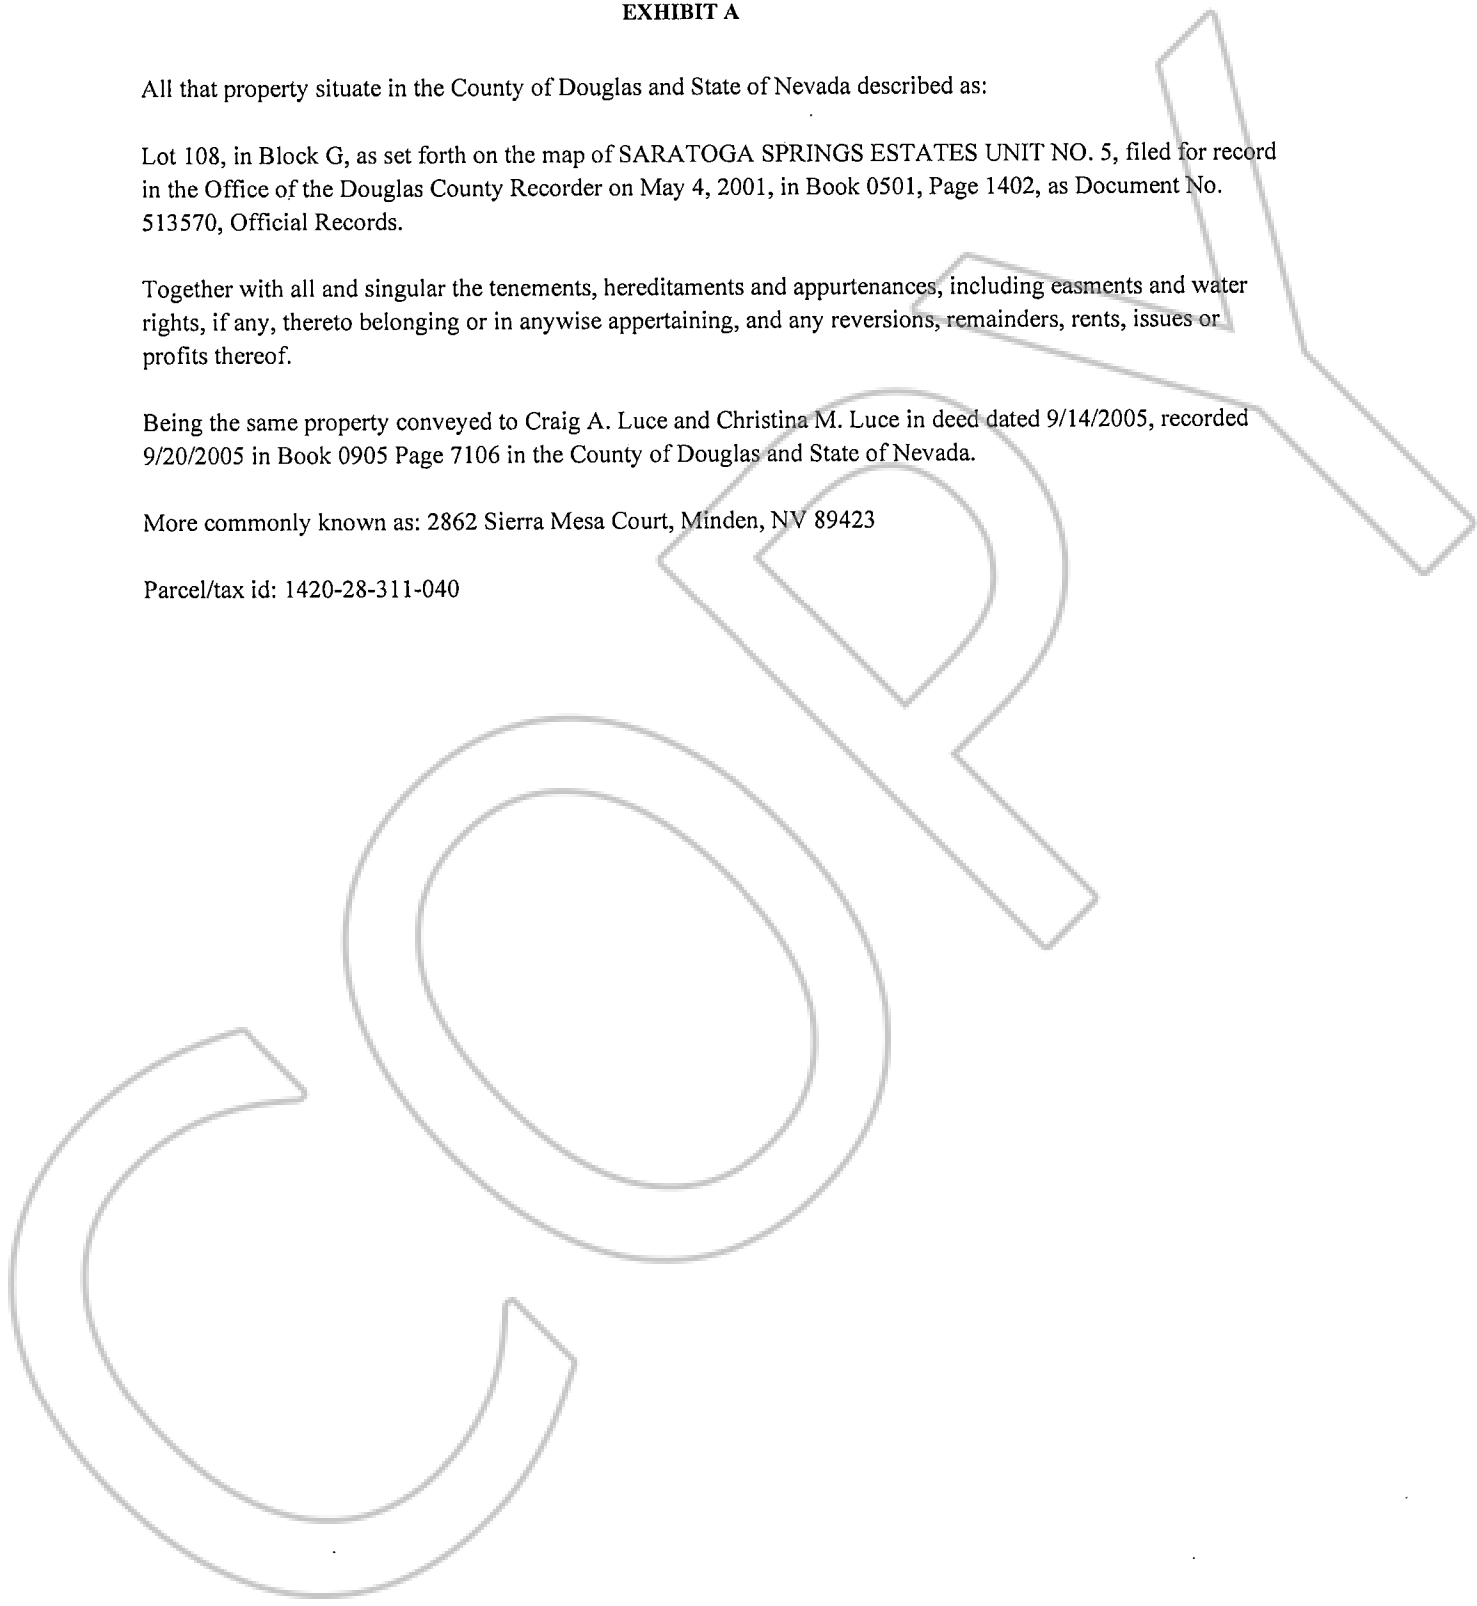 EXHIBIT A
All that property situate in the County of Douglas and State of Nevada described as:
Lot 108, in Block G, as set forth on the map of SARATOGA SPRINGS ESTATES UNIT NO. 5, filed for record
in the Office of the Douglas County Recorder on May 4, 2001, in Book 0501, Page 1402, as Document No.
513570, Official Records.
Together with all and singular the tenements, hereditaments and appurtenances, including easments and water
rights, if any, thereto belonging or in anywise appertaining, and any reversions, remainders, rents, issues or
profits thereof.
Being the same property conveyed to Craig A. Luce and Christina M. Luce in deed dated 9/14/2005, recorded
9/20/2005 in Book 0905 Page 7106 in the County of Douglas and State of Nevada.
More commonly known as: 2862 Sierra Mesa Court, Minden, NV 89423
Parcel/tax id: 1420-28-311-040
COPY